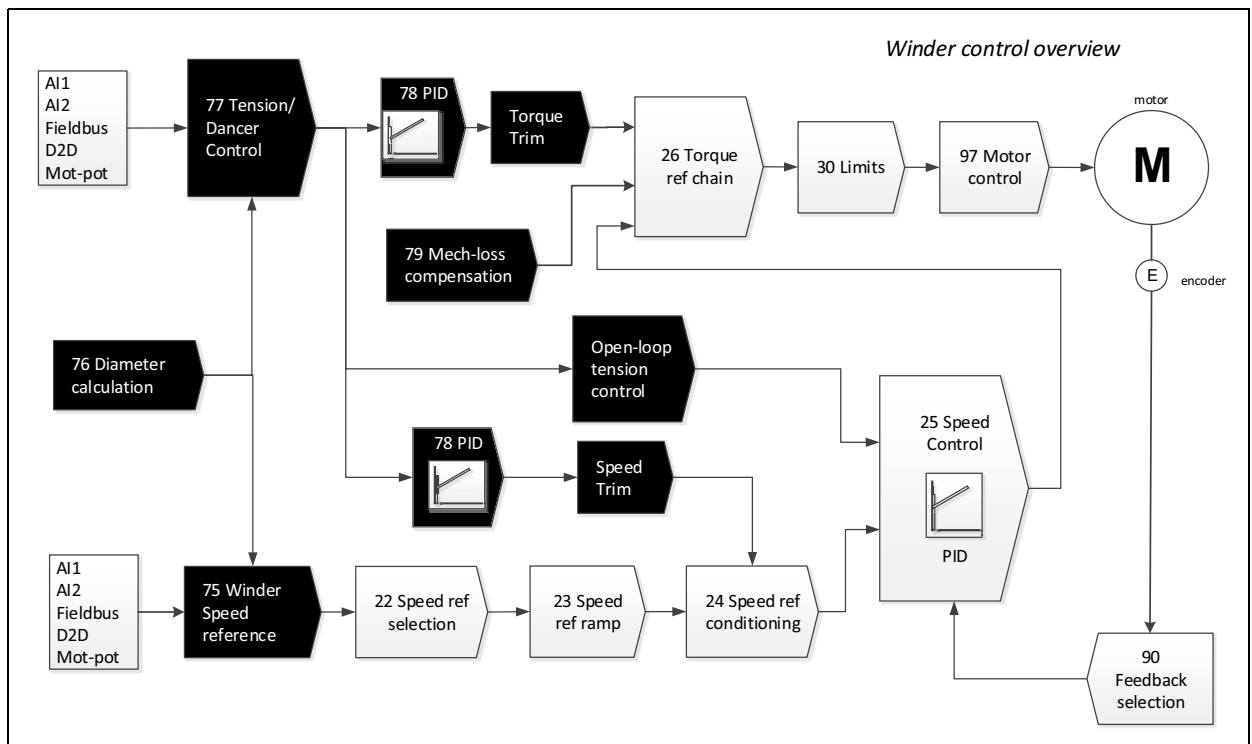 Winder control overview
AI1
AI2
Fieldbus
D2D
Mot-pot
77 Tension/
Dancer
Control
78 PID
Torque
Trim
26 Torque
ref chain
30 Limits
97 Motor
control
motor
M
79 Mech-loss
compensation
E
encoder
76 Diameter
calculation
Open-loop
tension
control
25 Speed
Control
PID
78 PID
Speed
Trim
AI1
AI2
Fieldbus
D2D
Mot-pot
75 Winder
Speed
reference
22 Speed ref
selection
23 Speed
ref ramp
24 Speed ref
conditioning
90
Feedback
selection